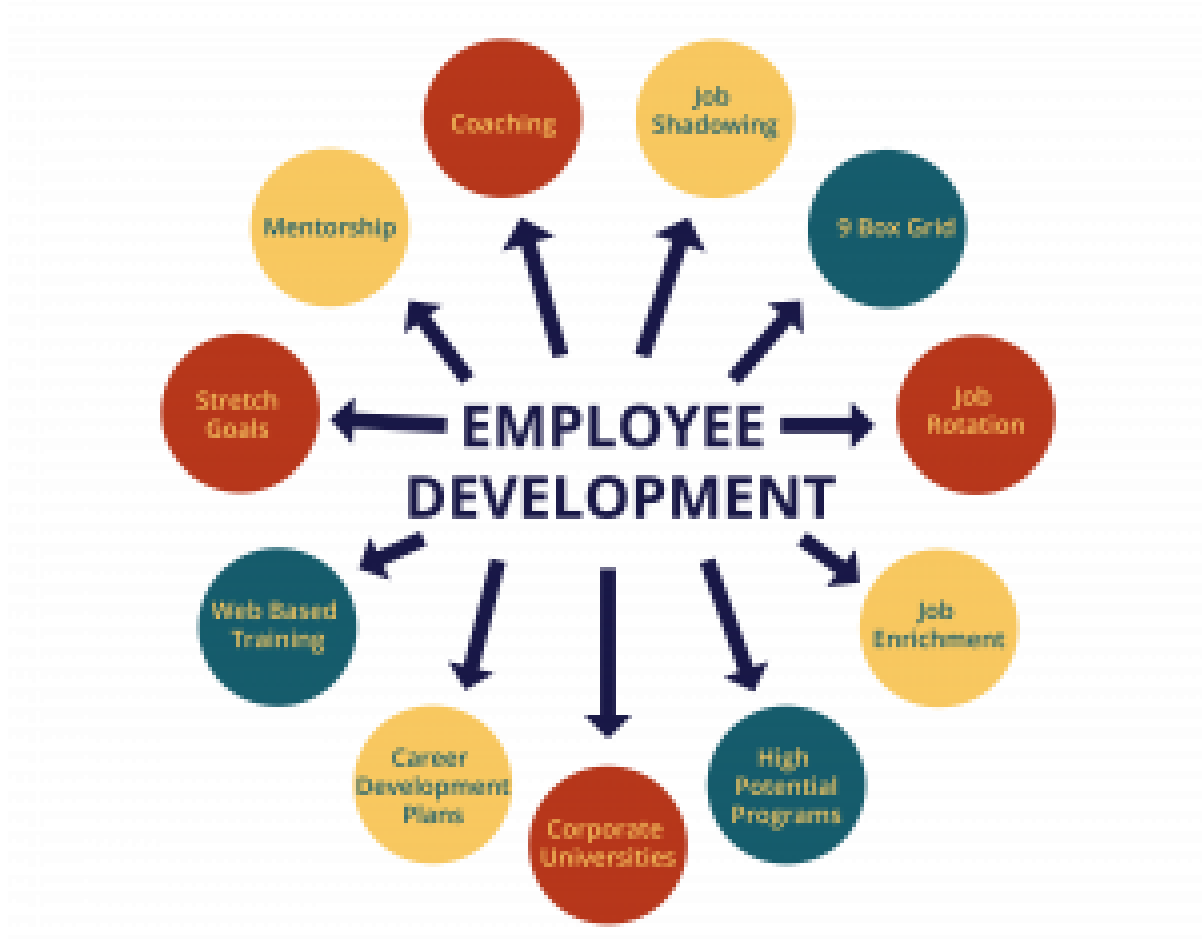 Coaching
Job
Shadowing
Mentorship
9 Box Grid
Stretch
Goals
EMPLOYEE
DEVELOPMENT
Job
Rotation
Web Based
Training
Job
Enrichment
Career
Development
Plans
High
Potential
Programs
Corporate
Universities